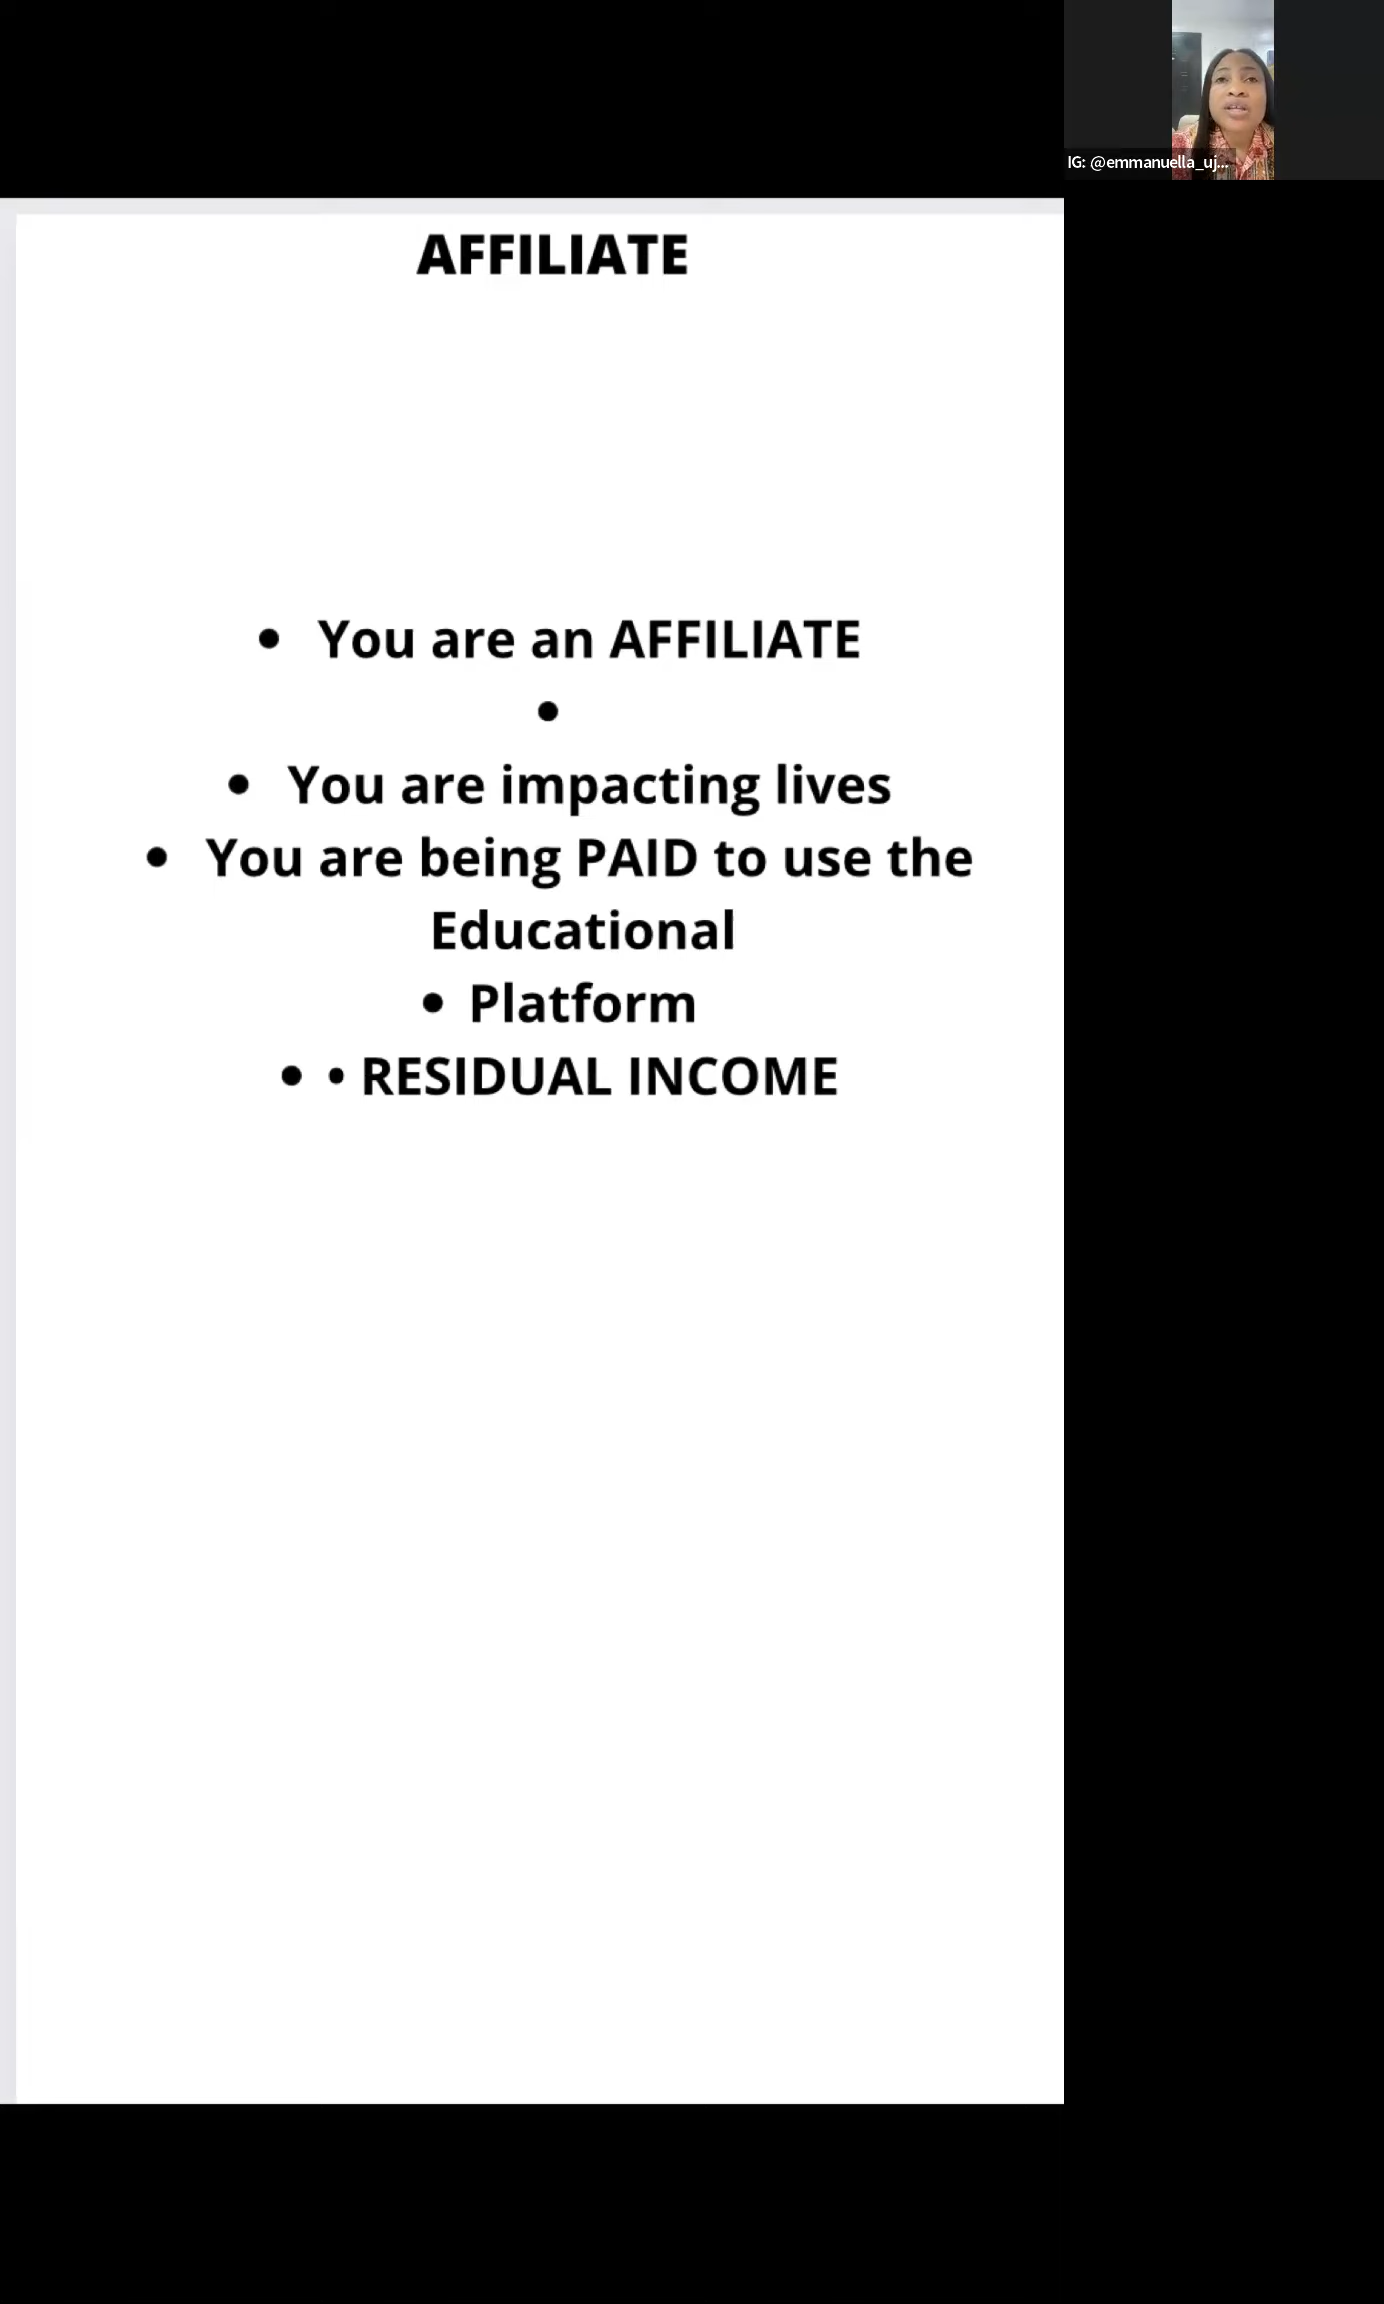 IG: @emmanuella_uj...
AFFILIATE
• You are an AFFILIATE
•
• You are impacting lives
• You are being PAID to use the
Educational
• Platform
• • RESIDUAL INCOME